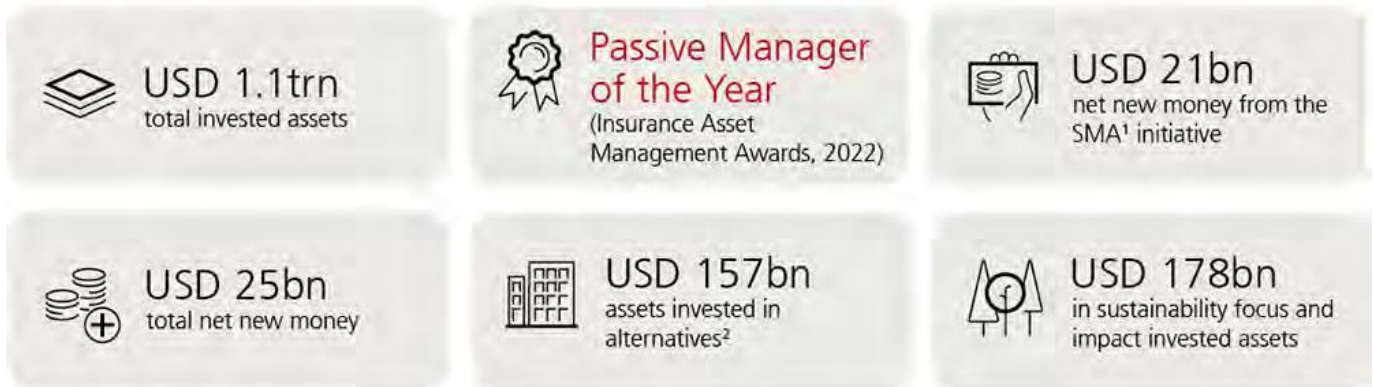 USD 1.1trn
total invested assets
Passive Manager
of the Year
(Insurance Asset
Management Awards, 2022)
USD 21bn
net new money from the
SMA¹ initiative
USD 25bn
total net new money
USD 157bn
assets invested in
alternatives²
USD 178bn
in sustainability focus and
impact invested assets